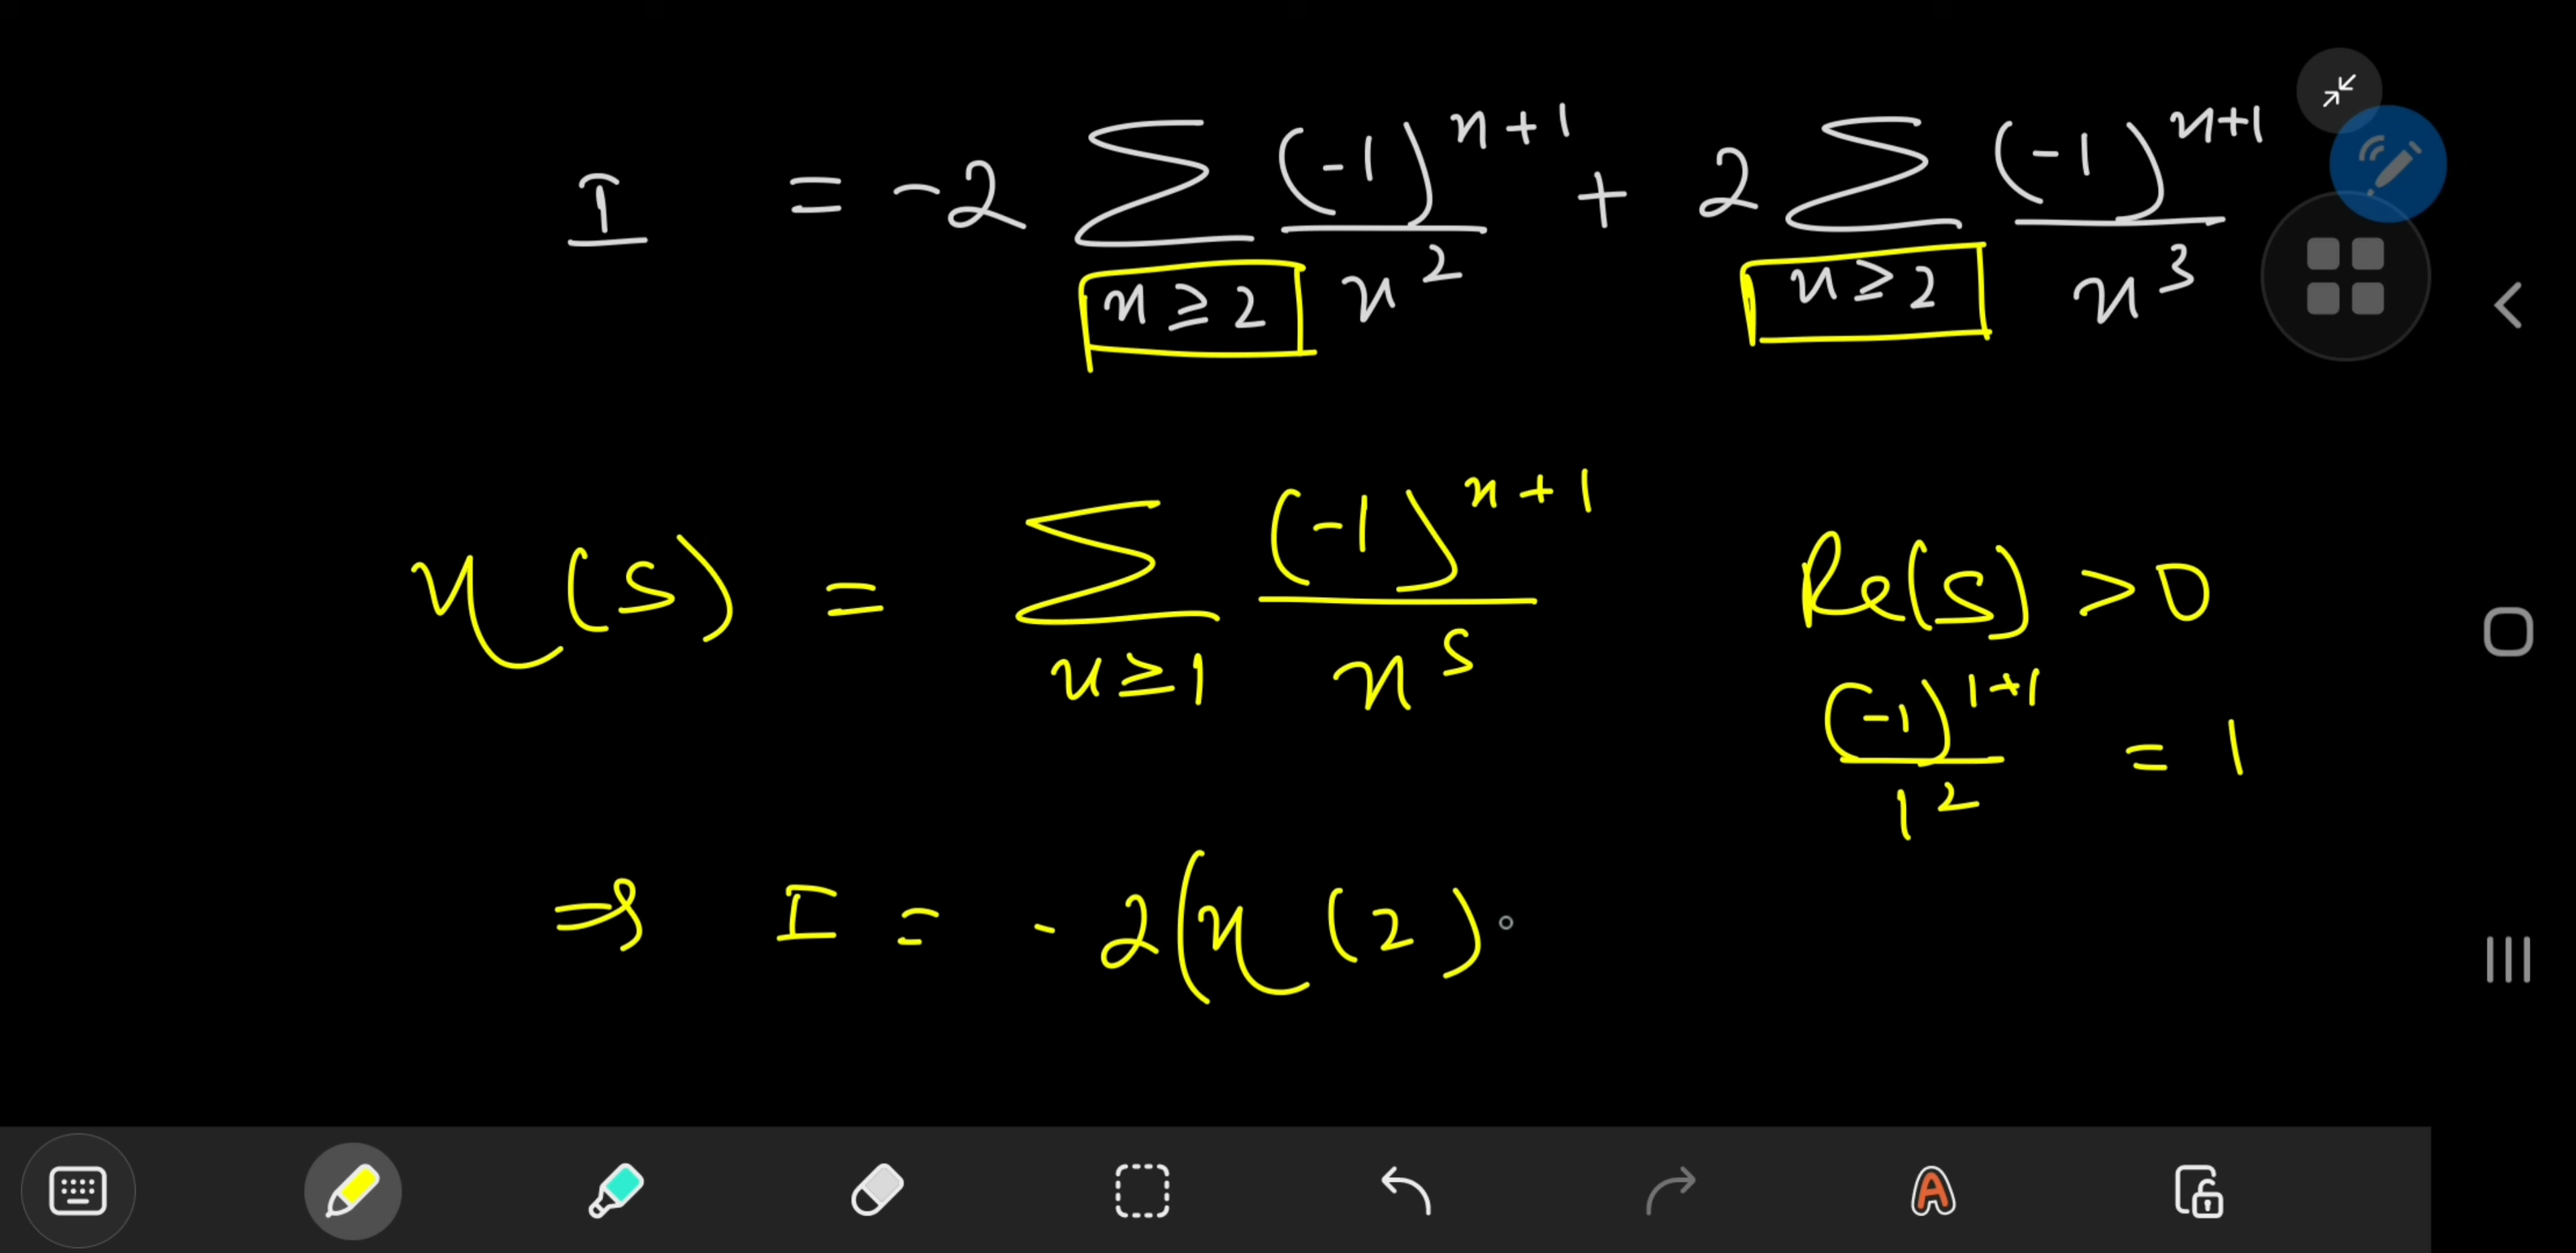 I = -2 ∑_{n≥2} (-1)^{n+1}/n^2 + 2 ∑_{n≥2} (-1)^{n+1}/n^3
η(s) = ∑_{n≥1} (-1)^{n+1}/n^s    Re(s) > 0
(-1)^{1+1}/1^2 = 1
⇒ I = -2(η(2)
A